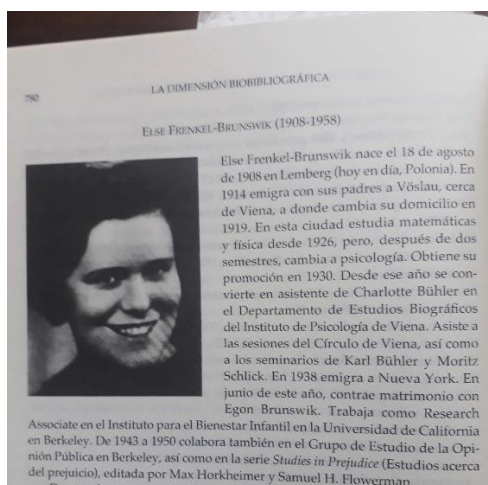 780
LA DIMENSIÓN BIOBIBLIOGRÁFICA
ELSE FRENKEL-BRUNSWIK (1908-1958)
Else Frenkel-Brunswik nace el 18 de agosto
de 1908 en Lemberg (hoy en día, Polonia). En
1914 emigra con sus padres a Vöslau, cerca
de Viena, a donde cambia su domicilio en
1919. En esta ciudad estudia matemáticas
y física desde 1926, pero, después de dos
semestres, cambia a psicología. Obtiene su
promoción en 1930. Desde ese año se con-
vierte en asistente de Charlotte Bühler en
el Departamento de Estudios Biográficos
del Instituto de Psicología de Viena. Asiste a
las sesiones del Círculo de Viena, así como
a los seminarios de Karl Bühler y Moritz
Schlick. En 1938 emigra a Nueva York. En
junio de este año, contrae matrimonio con
Egon Brunswik. Trabaja como Research
Associate en el Instituto para el Bienestar Infantil en la Universidad de California
en Berkeley. De 1943 a 1950 colabora también en el Grupo de Estudio de la Opi-
nión Pública en Berkeley, así como en la serie Studies in Prejudice (Estudios acerca
del prejuicio), editada por Max Horkheimer y Samuel H. Flowerman